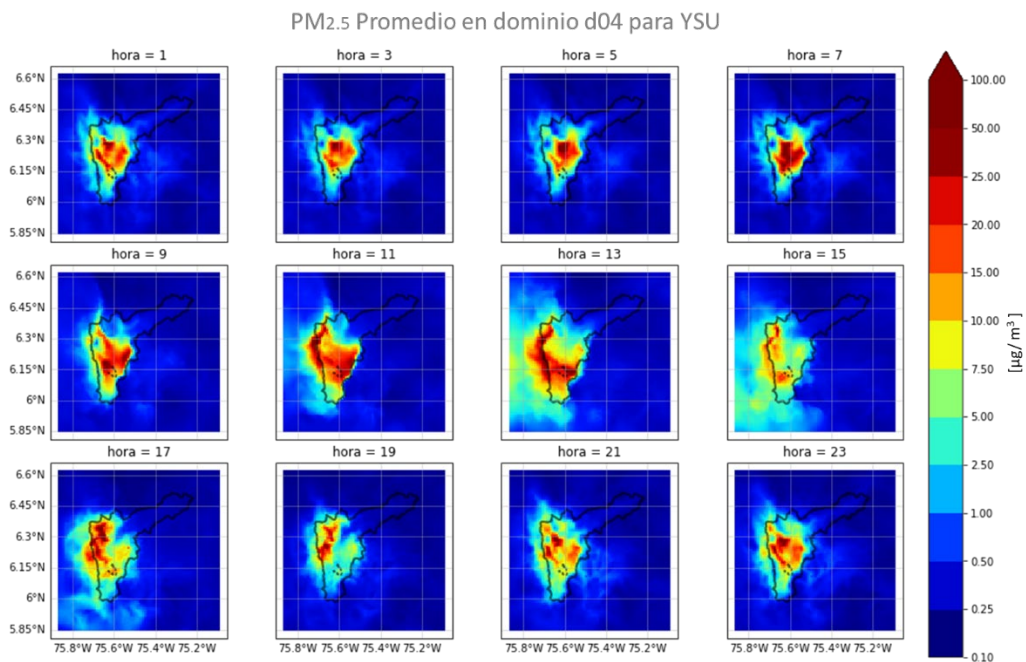 PM2.5 Promedio en dominio d04 para YSU
hora = 1
hora = 3
hora = 5
hora = 7
6.6°N
6.45°N
6.3°N
6.15°N
6°N
5.85°N
hora = 9
hora = 11
hora = 13
hora = 15
6.6°N
6.45°N
6.3°N
6.15°N
6°N
5.85°N
hora = 17
hora = 19
hora = 21
hora = 23
6.6°N
6.45°N
6.3°N
6.15°N
6°N
5.85°N
75.8°W 75.6°W 75.4°W 75.2°W
75.8°W 75.6°W 75.4°W 75.2°W
75.8°W 75.6°W 75.4°W 75.2°W
75.8°W 75.6°W 75.4°W 75.2°W
100.00
50.00
25.00
20.00
15.00
10.00
7.50
5.00
2.50
1.00
0.50
0.25
0.10
[µg/ m³ ]